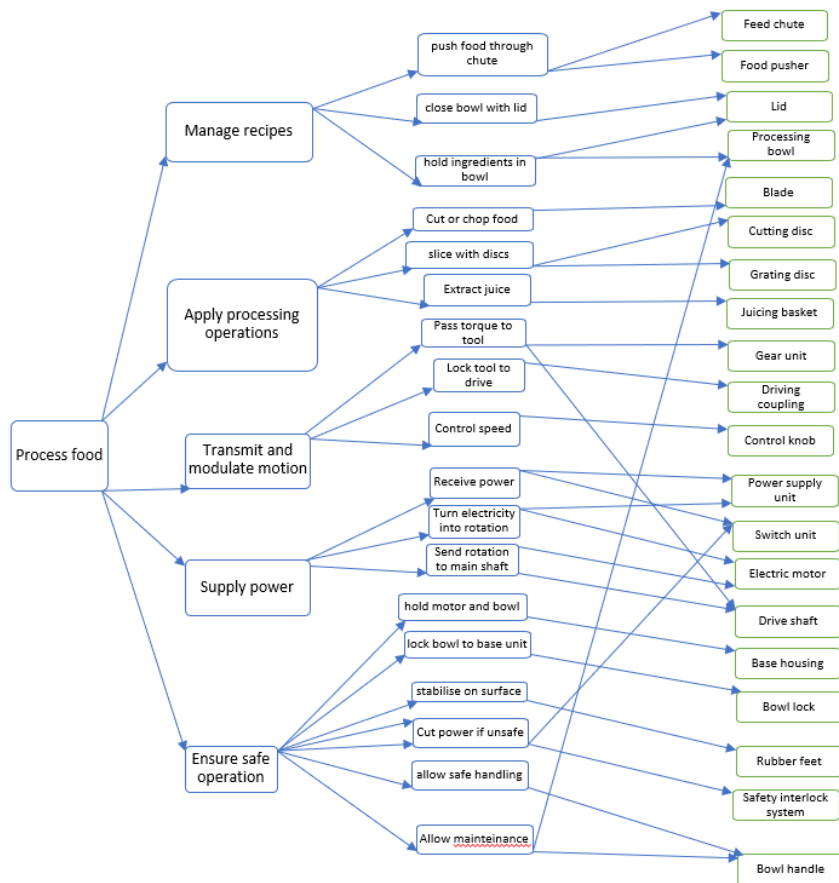 Process food
Manage recipes
Apply processing
operations
Transmit and
modulate motion
Supply power
Ensure safe
operation
push food through
chute
close bowl with lid
hold ingredients in
bowl
Cut or chop food
slice with discs
Extract juice
Pass torque to
tool
Lock tool to
drive
Control speed
Receive power
Turn electricity
into rotation
Send rotation
to main shaft
hold motor and bowl
lock bowl to base unit
stabilise on surface
Cut power if unsafe
allow safe handling
Allow mainteinance
Feed chute
Food pusher
Lid
Processing
bowl
Blade
Cutting disc
Grating disc
Juicing basket
Gear unit
Driving
coupling
Control knob
Power supply
unit
Switch unit
Electric motor
Drive shaft
Base housing
Bowl lock
Rubber feet
Safety interlock
system
Bowl handle